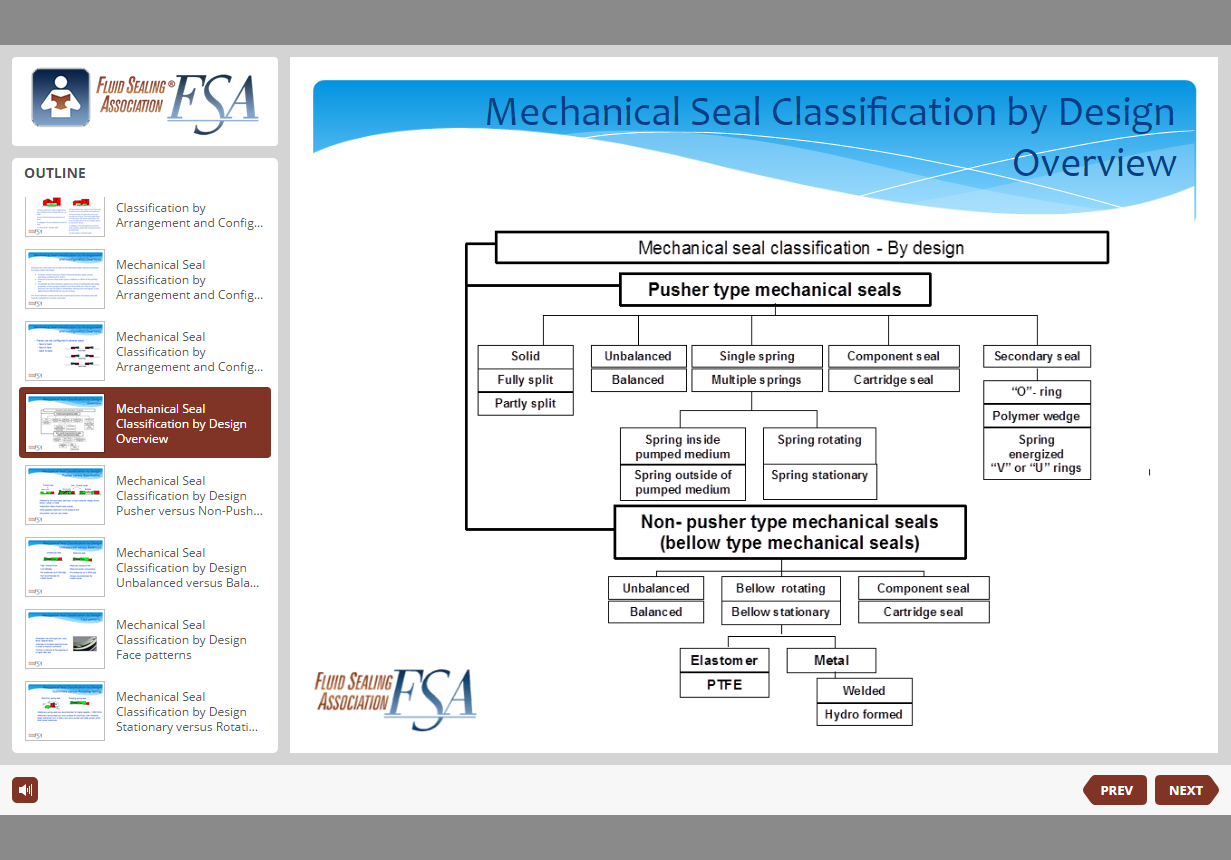 FLUID SEALING®
ASSOCIATION
FSA
OUTLINE
Classification by
Arrangement and Config...
Mechanical Seal
Classification by
Arrangement and Config...
Mechanical Seal
Classification by
Arrangement and Config...
Mechanical Seal
Classification by Design
Overview
Mechanical Seal
Classification by Design
Pusher versus Non-Push...
Mechanical Seal
Classification by Design
Unbalanced versus Bala...
Mechanical Seal
Classification by Design
Face patterns
Mechanical Seal
Classification by Design
Stationary versus Rotati...
Mechanical Seal Classification by Design
Overview
Mechanical seal classification - By design
Pusher type mechanical seals
Solid
Fully split
Partly split
Unbalanced
Balanced
Single spring
Multiple springs
Component seal
Cartridge seal
Secondary seal
“O”- ring
Polymer wedge
Spring
energized
“V” or “U” rings
Spring inside
pumped medium
Spring outside of
pumped medium
Spring rotating
Spring stationary
Non- pusher type mechanical seals
(bellow type mechanical seals)
Unbalanced
Balanced
Bellow rotating
Bellow stationary
Component seal
Cartridge seal
Elastomer
PTFE
Metal
Welded
Hydro formed
FLUID SEALING
ASSOCIATION
FSA
PREV
NEXT